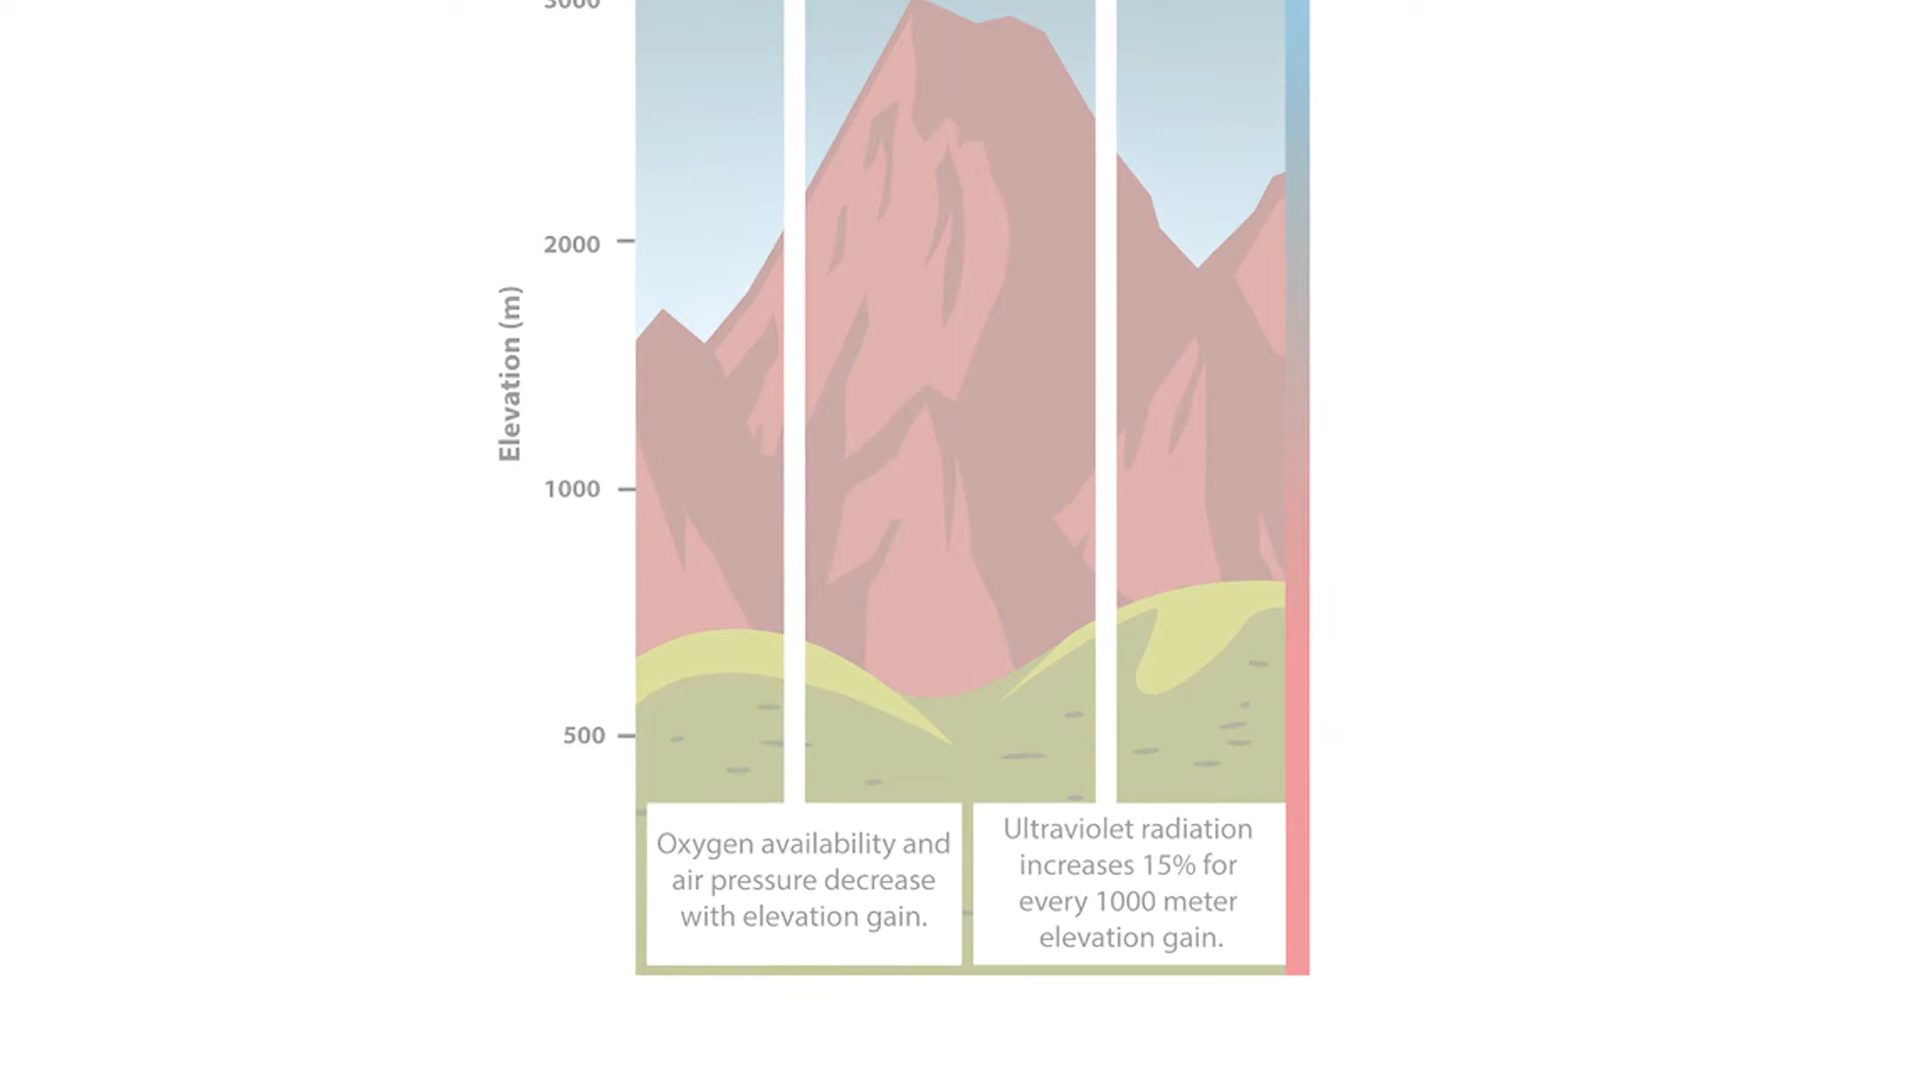 3000
2000
Elevation (m)
1000
500
Oxygen availability and
air pressure decrease
with elevation gain.
Ultraviolet radiation
increases 15% for
every 1000 meter
elevation gain.